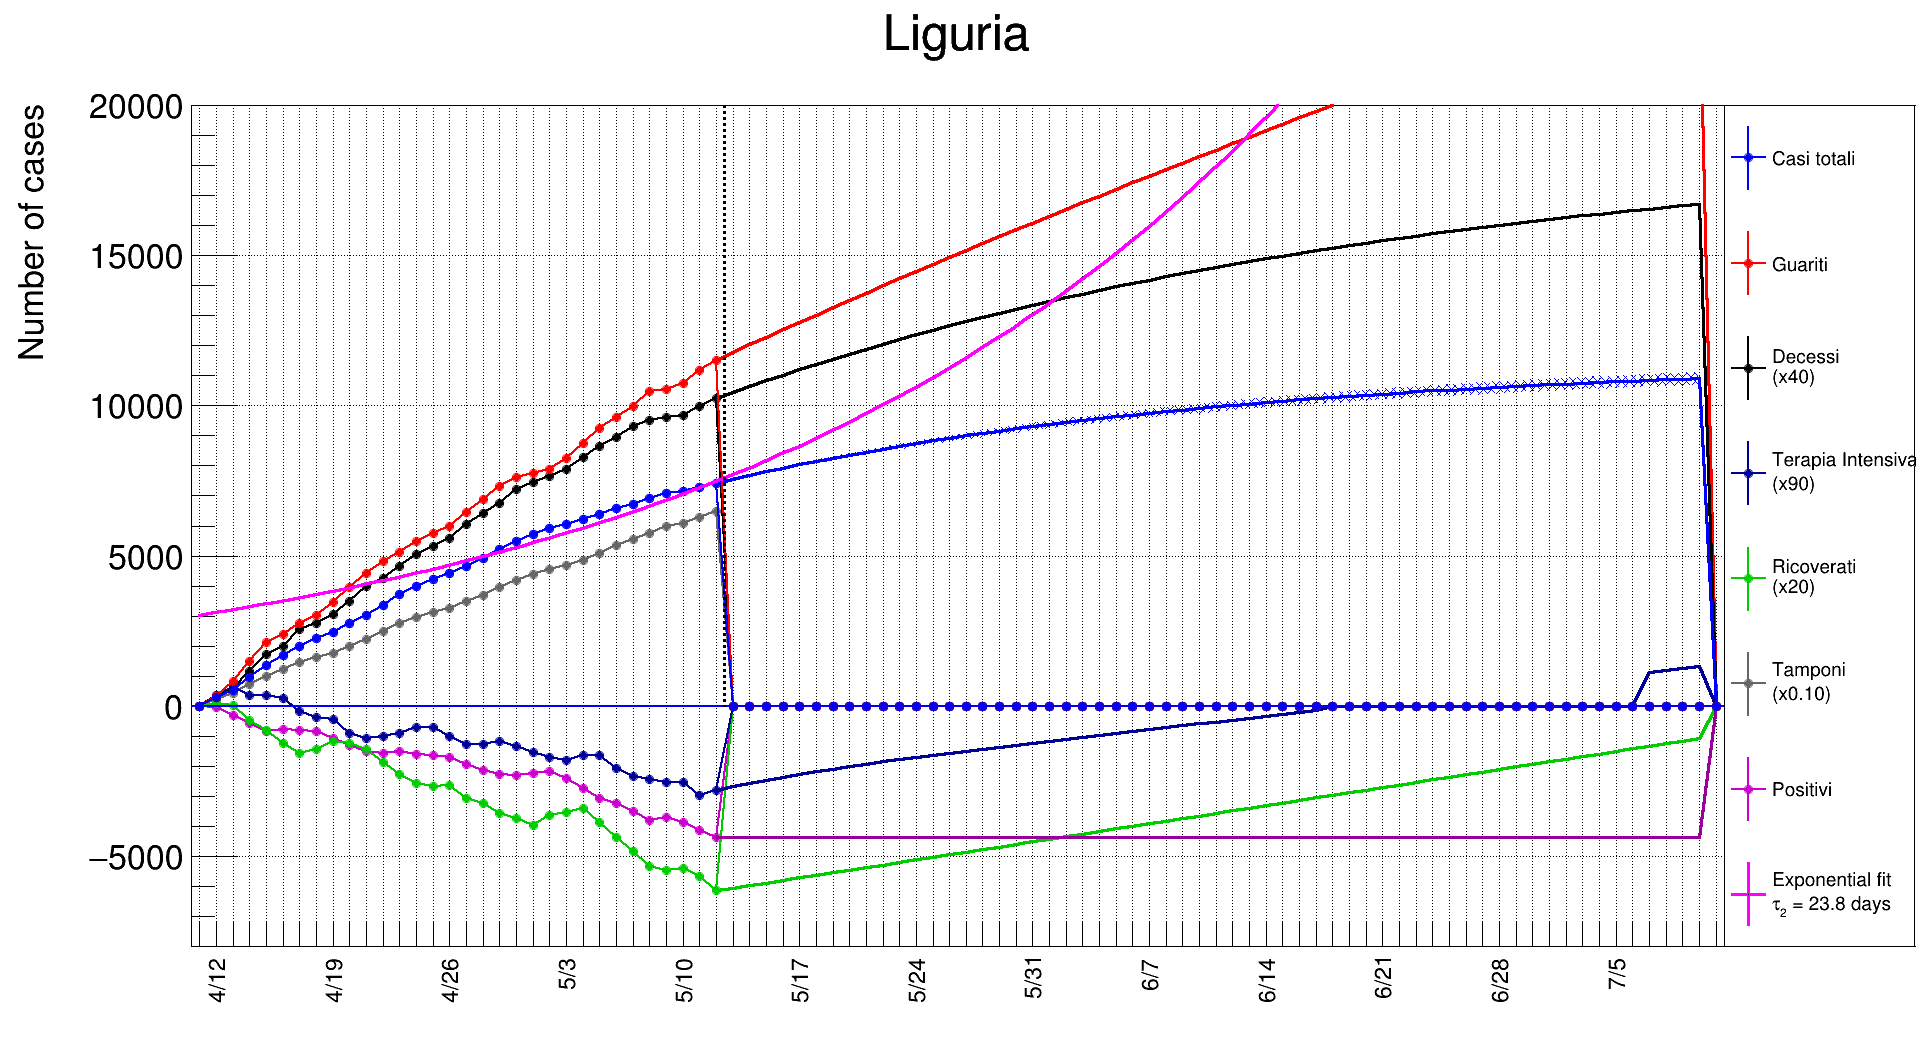 Liguria
Number of cases
20000
15000
10000
5000
0
−5000
4/12
4/19
4/26
5/3
5/10
5/17
5/24
5/31
6/7
6/14
6/21
6/28
7/5
Casi totali
Guariti
Decessi
(x40)
Terapia Intensiva
(x90)
Ricoverati
(x20)
Tamponi
(x0.10)
Positivi
Exponential fit
τ2 = 23.8 days